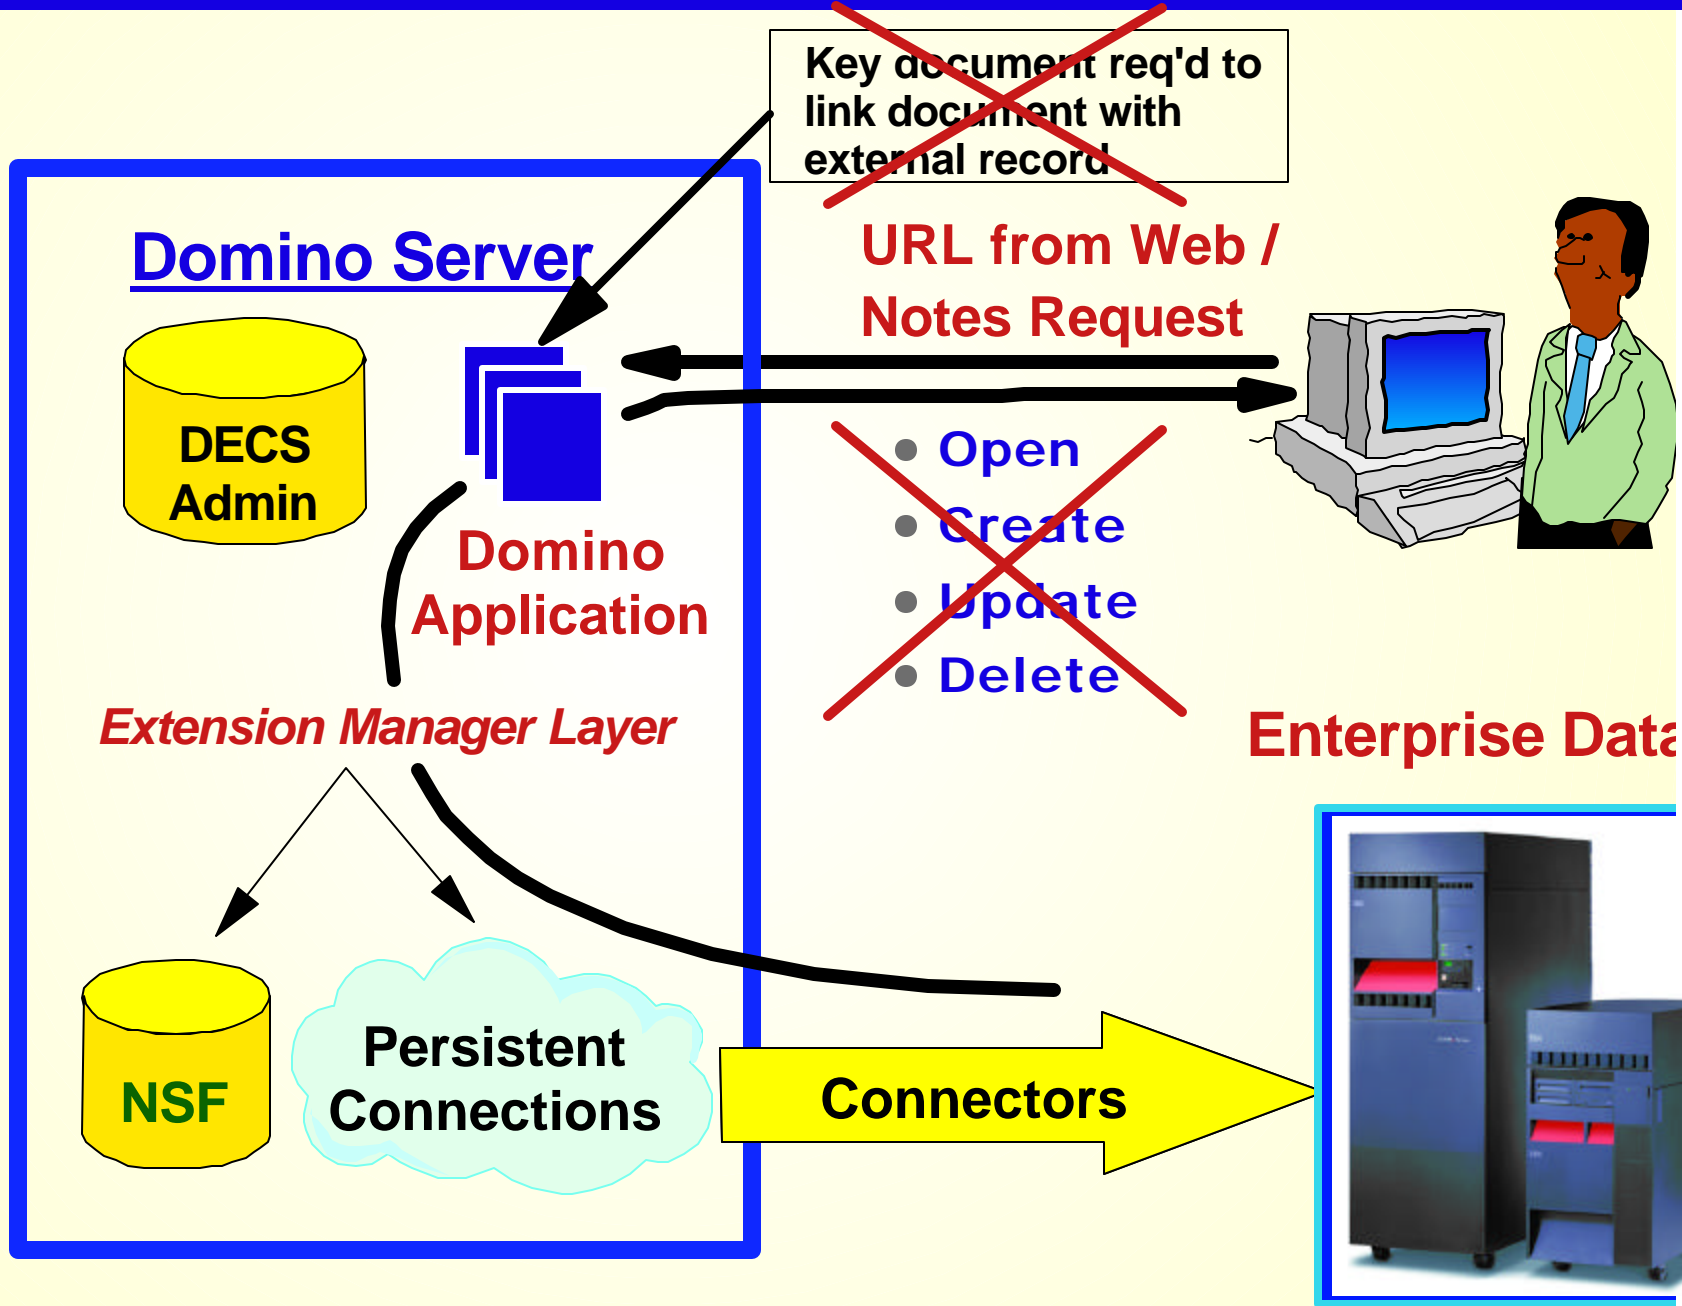 Key document req'd to
link document with
external record
Domino Server
URL from Web /
Notes Request
DECS
Admin
Open
Create
Update
Delete
Domino
Application
Extension Manager Layer
Enterprise Data
NSF
Persistent
Connections
Connectors